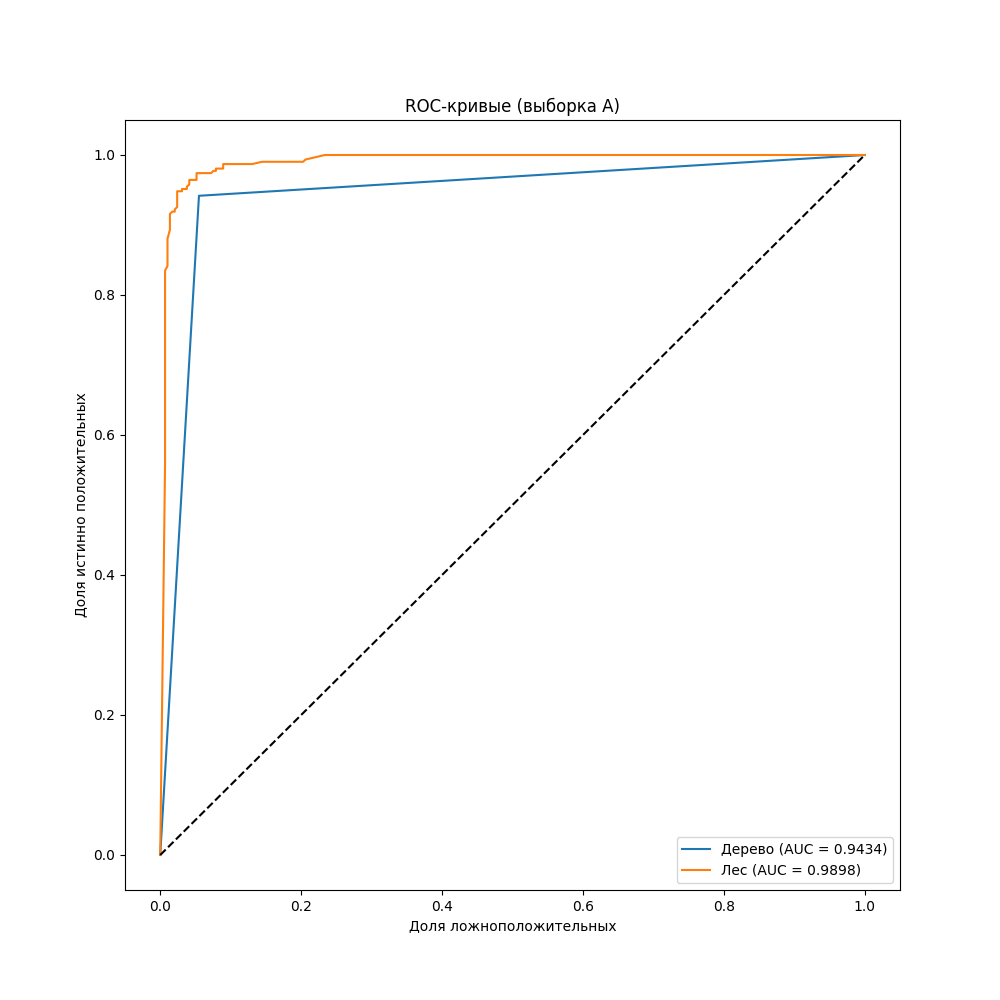 ROC-кривые (выборка A)
1.0
0.8
0.6
0.4
0.2
0.0
Доля истинно положительных
0.0 0.2 0.4 0.6 0.8 1.0
Доля ложноположительных
Дерево (AUC = 0.9434)
Лес (AUC = 0.9898)